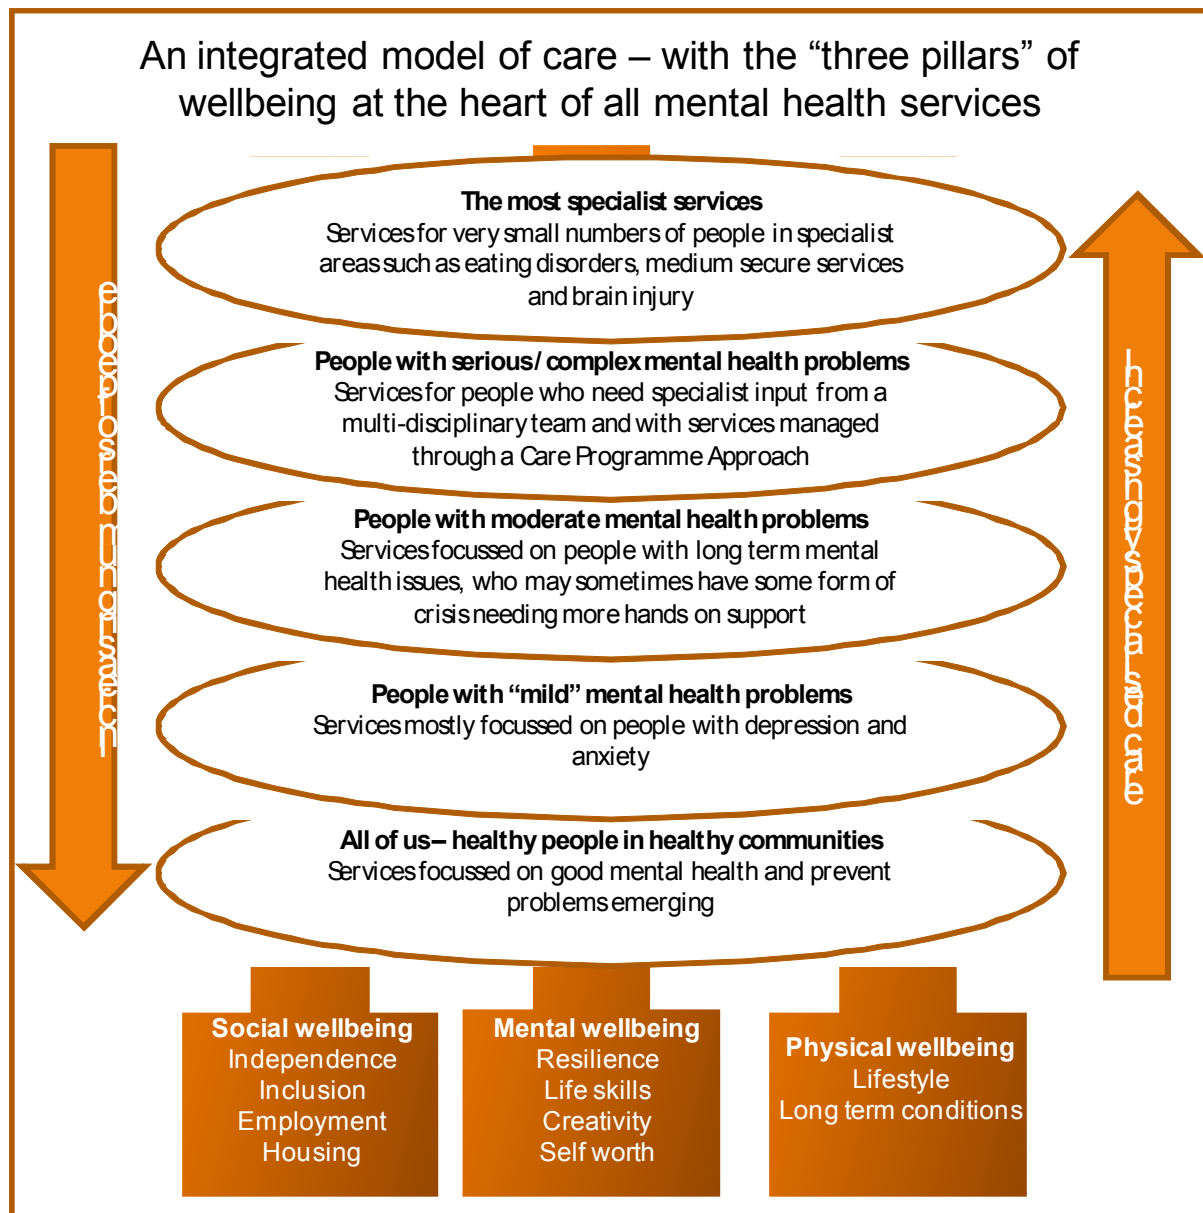 An integrated model of care – with the “three pillars” of
wellbeing at the heart of all mental health services
Increasing numbers of people
The most specialist services
Services for very small numbers of people in specialist
areas such as eating disorders, medium secure services
and brain injury
People with serious/ complex mental health problems
Services for people who need specialist input from a
multi-disciplinary team and with services managed
through a Care Programme Approach
People with moderate mental health problems
Services focussed on people with long term mental
health issues, who may sometimes have some form of
crisis needing more hands on support
People with “mild” mental health problems
Services mostly focussed on people with depression and
anxiety
All of us – healthy people in healthy communities
Services focussed on good mental health and prevent
problems emerging
Social wellbeing
Independence
Inclusion
Employment
Housing
Mental wellbeing
Resilience
Life skills
Creativity
Self worth
Physical wellbeing
Lifestyle
Long term conditions